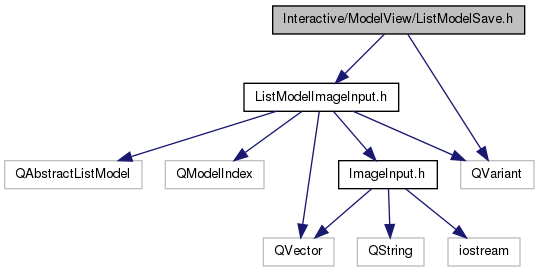 Interactive/ModelView/ListModelSave.h
ListModelImageInput.h
QAbstractListModel
QModelIndex
ImageInput.h
QVariant
QVector
QString
iostream